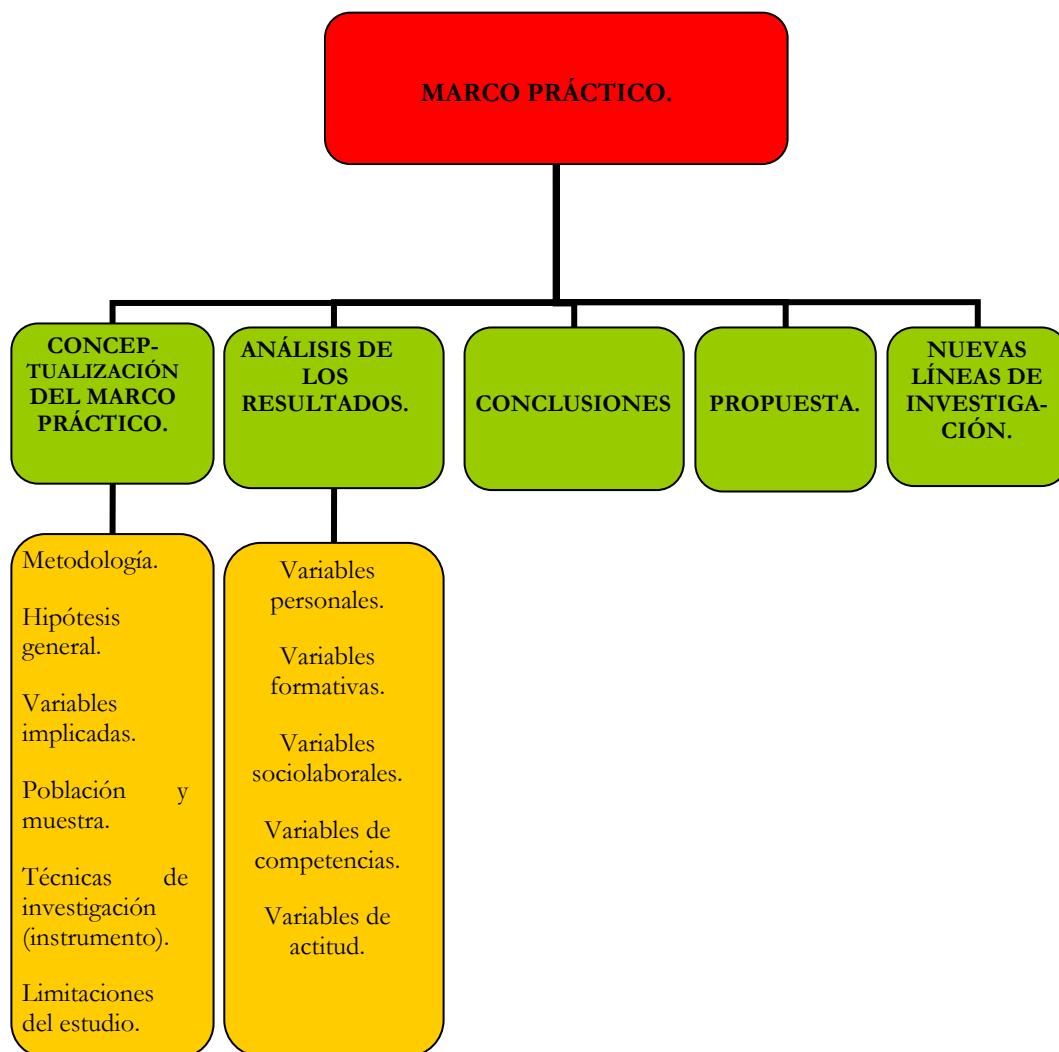 MARCO PRÁCTICO.
CONCEP-
TUALIZACIÓN
DEL MARCO
PRÁCTICO.
ANÁLISIS DE
LOS
RESULTADOS.
CONCLUSIONES
PROPUESTA.
NUEVAS
LÍNEAS DE
INVESTIGA-
CIÓN.
Metodología.
Hipótesis
general.
Variables
implicadas.
Población y
muestra.
Técnicas de
investigación
(instrumento).
Limitaciones
del estudio.
Variables
personales.
Variables
formativas.
Variables
sociolaborales.
Variables de
competencias.
Variables de
actitud.